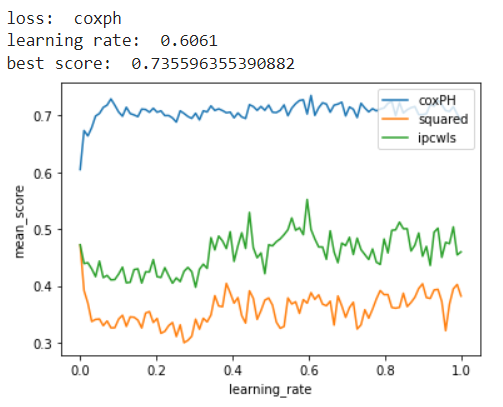 loss:  coxph
learning rate:  0.6061
best score:  0.735596355390882
coxPH
squared
ipcwls
mean_score
0.7
0.6
0.5
0.4
0.3
0.0 0.2 0.4 0.6 0.8 1.0
learning_rate